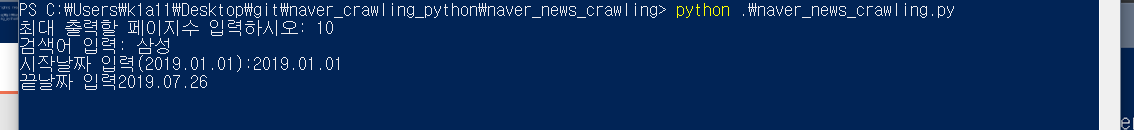 PS C:₩Users₩k1a11₩Desktop₩git₩naver_crawling_python₩naver_news_crawling> python .₩naver_news_crawling.py
최대 출력할 페이지수 입력하시오: 10
검색어 입력: 삼성
시작날짜 입력(2019.01.01):2019.01.01
끝날짜 입력2019.07.26